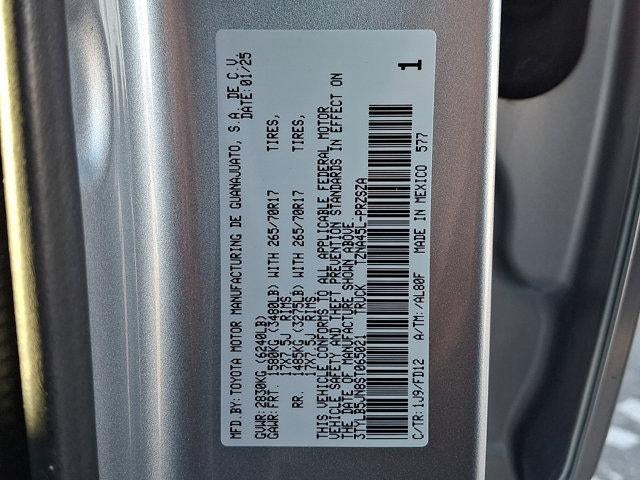 MFD.BY: TOYOTA MOTOR MANUFACTURING DE GUANAJUATO, S.A. DE C.V.
DATE: 01/25
GVWR: 2830KG (6240LB)
GAWR: FRT. 1580KG (3480LB) WITH 265/70R17 TIRES,
17X7.5J RIMS
RR. 1485KG (3275LB) WITH 265/70R17 TIRES,
17X7.5J RIMS
THIS VEHICLE CONFORMS TO ALL APPLICABLE FEDERAL MOTOR
VEHICLE SAFETY AND THEFT PREVENTION STANDARDS IN EFFECT ON
THE DATE OF MANUFACTURE SHOWN ABOVE.
3TYLB5JN8ST065021 TRUCK TZNA45L-PRZSZA
C/TR: 1J9/FD12 A/TM: /AL80F MADE IN MEXICO 577
1